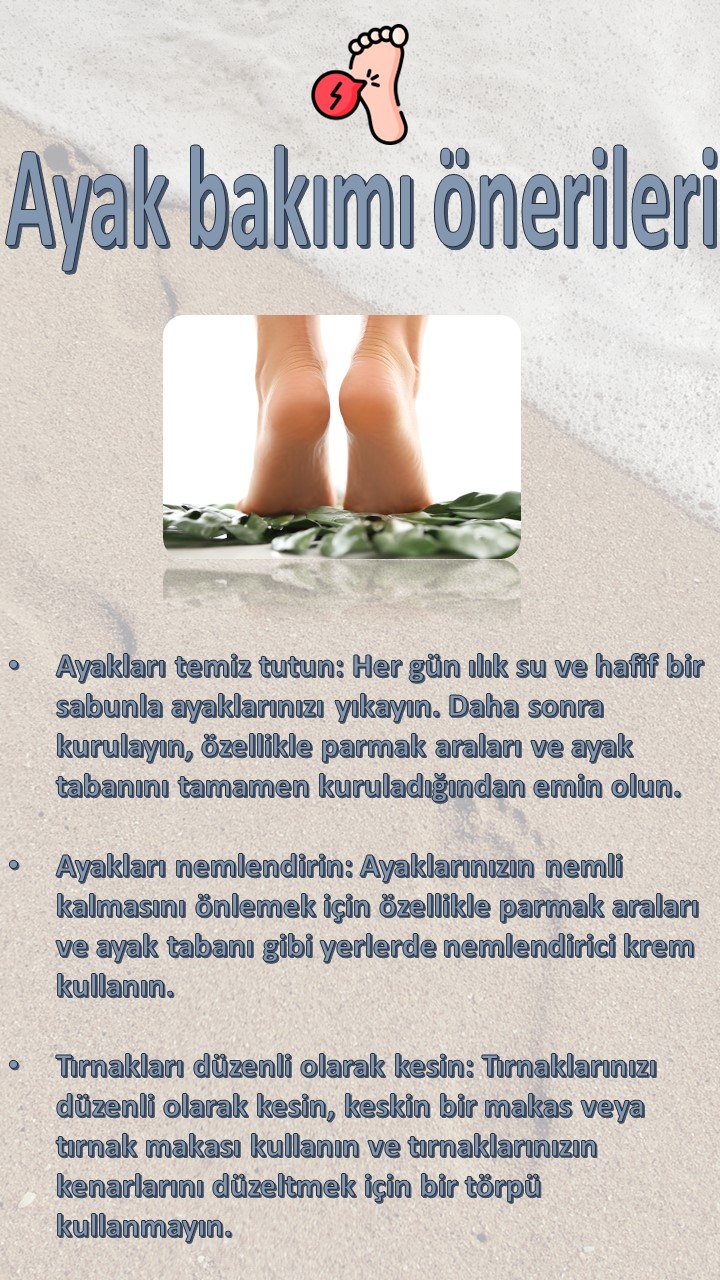 Ayak bakımı önerileri
• Ayakları temiz tutun: Her gün ılık su ve hafif bir
sabunla ayaklarınızı yıkayın. Daha sonra
kurulayın, özellikle parmak araları ve ayak
tabanını tamamen kuruladığından emin olun.
• Ayakları nemlendirin: Ayaklarınızın nemli
kalmasını önlemek için özellikle parmak araları
ve ayak tabanı gibi yerlerde nemlendirici krem
kullanın.
• Tırnakları düzenli olarak kesin: Tırnaklarınızı
düzenli olarak kesin, keskin bir makas veya
tırnak makası kullanın ve tırnaklarınızın
kenarlarını düzeltmek için bir törpü
kullanmayın.